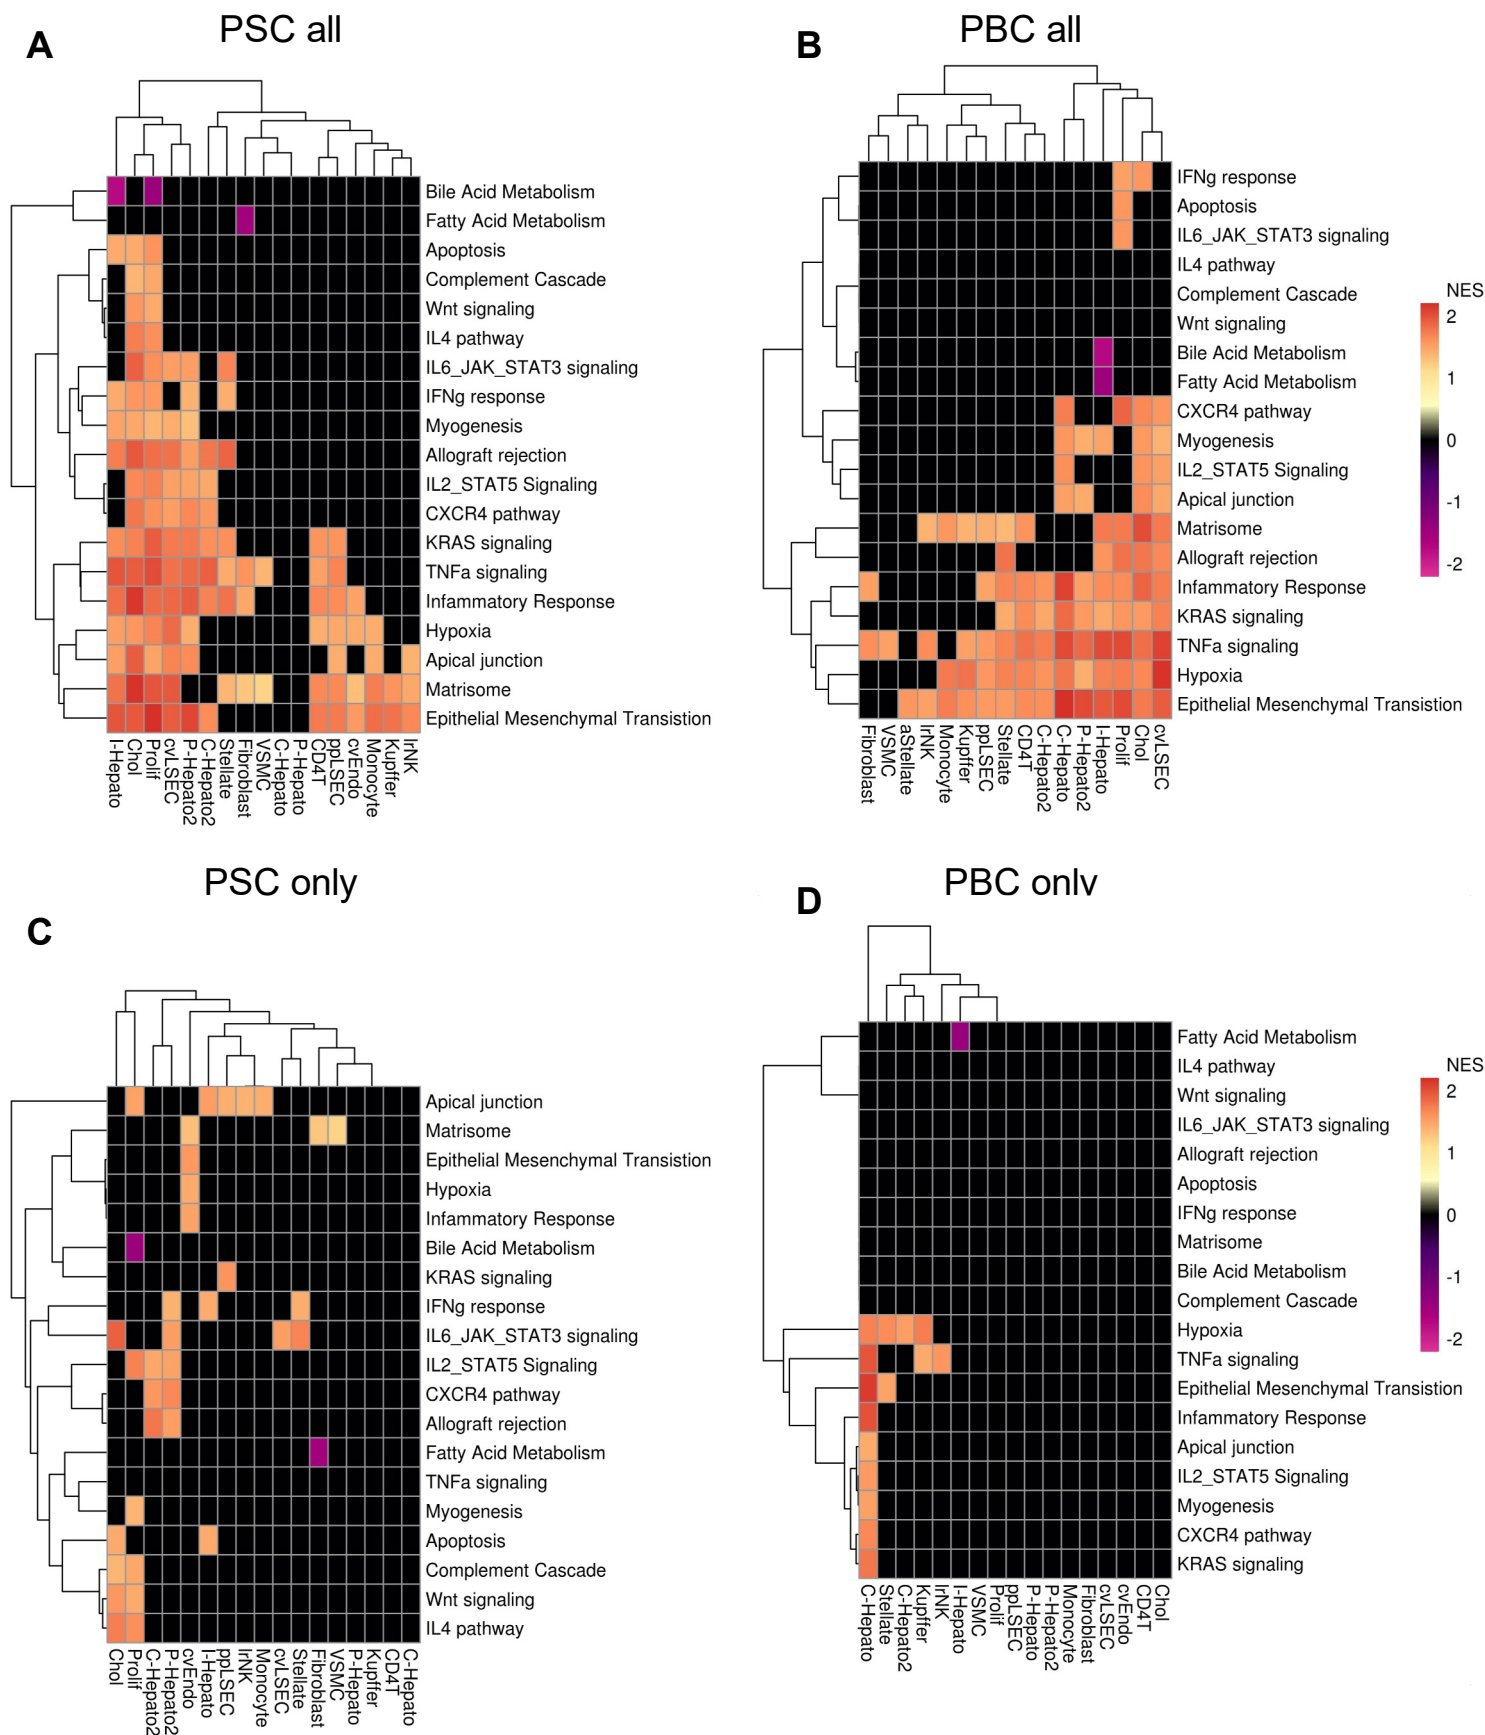 A
PSC all
Bile Acid Metabolism
Fatty Acid Metabolism
Apoptosis
Complement Cascade
Wnt signaling
IL4 pathway
IL6_JAK_STAT3 signaling
IFNg response
Myogenesis
Allograft rejection
IL2_STAT5 Signaling
CXCR4 pathway
KRAS signaling
TNFa signaling
Infammatory Response
Hypoxia
Apical junction
Matrisome
Epithelial Mesenchymal Transistion
I-Hepato
Chol
Prolif
cvLSEC
P-Hepato2
C-Hepato2
Stellate
Fibroblast
VSMC
C-Hepato
P-Hepato
CD4T
ppLSEC
cvEndo
Monocyte
Kupffer
lrNK
B
PBC all
IFNg response
Apoptosis
IL6_JAK_STAT3 signaling
IL4 pathway
Complement Cascade
Wnt signaling
Bile Acid Metabolism
Fatty Acid Metabolism
CXCR4 pathway
Myogenesis
IL2_STAT5 Signaling
Apical junction
Matrisome
Allograft rejection
Infammatory Response
KRAS signaling
TNFa signaling
Hypoxia
Epithelial Mesenchymal Transistion
Fibroblast
VSMC
aStellate
lrNK
Monocyte
Kupffer
ppLSEC
Stellate
CD4T
C-Hepato2
C-Hepato
P-Hepato2
I-Hepato
Prolif
Chol
cvLSEC
NES
2
1
0
-1
-2
C
PSC only
Apical junction
Matrisome
Epithelial Mesenchymal Transistion
Hypoxia
Infammatory Response
Bile Acid Metabolism
KRAS signaling
IFNg response
IL6_JAK_STAT3 signaling
IL2_STAT5 Signaling
CXCR4 pathway
Allograft rejection
Fatty Acid Metabolism
TNFa signaling
Myogenesis
Apoptosis
Complement Cascade
Wnt signaling
IL4 pathway
Chol
Prolif
C-Hepato2
P-Hepato2
cvEndo
I-Hepato
ppLSEC
lrNK
Monocyte
cvLSEC
Stellate
Fibroblast
VSMC
P-Hepato
Kupffer
CD4T
C-Hepato
D
PBC onlv
Fatty Acid Metabolism
IL4 pathway
Wnt signaling
IL6_JAK_STAT3 signaling
Allograft rejection
Apoptosis
IFNg response
Matrisome
Bile Acid Metabolism
Complement Cascade
Hypoxia
TNFa signaling
Epithelial Mesenchymal Transistion
Infammatory Response
Apical junction
IL2_STAT5 Signaling
Myogenesis
CXCR4 pathway
KRAS signaling
C-Hepato
Stellate
C-Hepato2
Kupffer
lrNK
I-Hepato
VSMC
Prolif
ppLSEC
P-Hepato
P-Hepato2
Monocyte
Fibroblast
cvLSEC
cvEndo
CD4T
Chol
NES
2
1
0
-1
-2